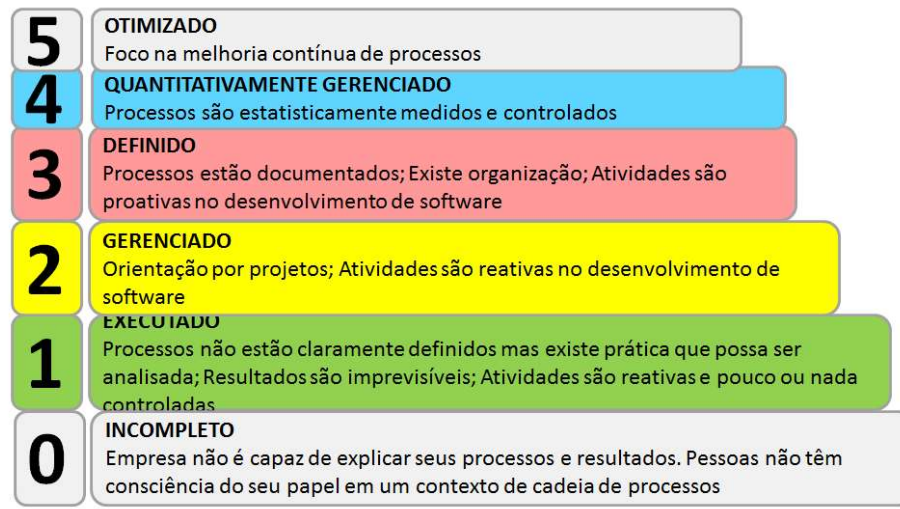 5
OTIMIZADO
Foco na melhoria contínua de processos
4
QUANTITATIVAMENTE GERENCIADO
Processos são estatisticamente medidos e controlados
3
DEFINIDO
Processos estão documentados; Existe organização; Atividades são
proativas no desenvolvimento de software
2
GERENCIADO
Orientação por projetos; Atividades são reativas no desenvolvimento de
software
1
EXECUTADO
Processos não estão claramente definidos mas existe prática que possa ser
analisada; Resultados são imprevisíveis; Atividades são reativas e pouco ou nada
controladas
0
INCOMPLETO
Empresa não é capaz de explicar seus processos e resultados. Pessoas não têm
consciência do seu papel em um contexto de cadeia de processos